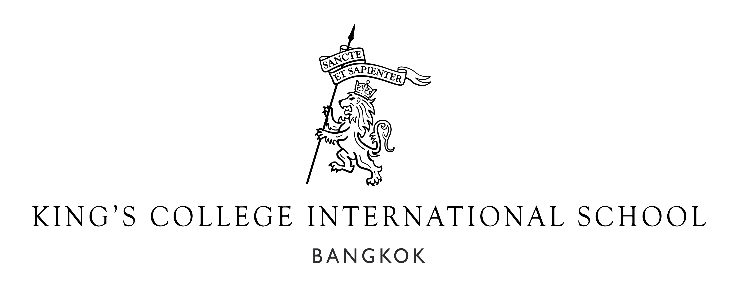 SANCTE
ET SAPIENTER
KING'S COLLEGE INTERNATIONAL SCHOOL
BANGKOK